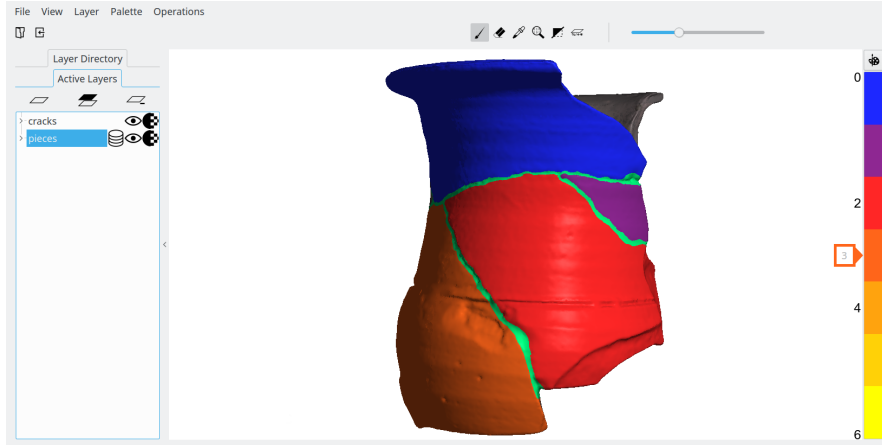 File View Layer Palette Operations
Layer Directory
Active Layers
cracks
pieces
0
2
3
4
6